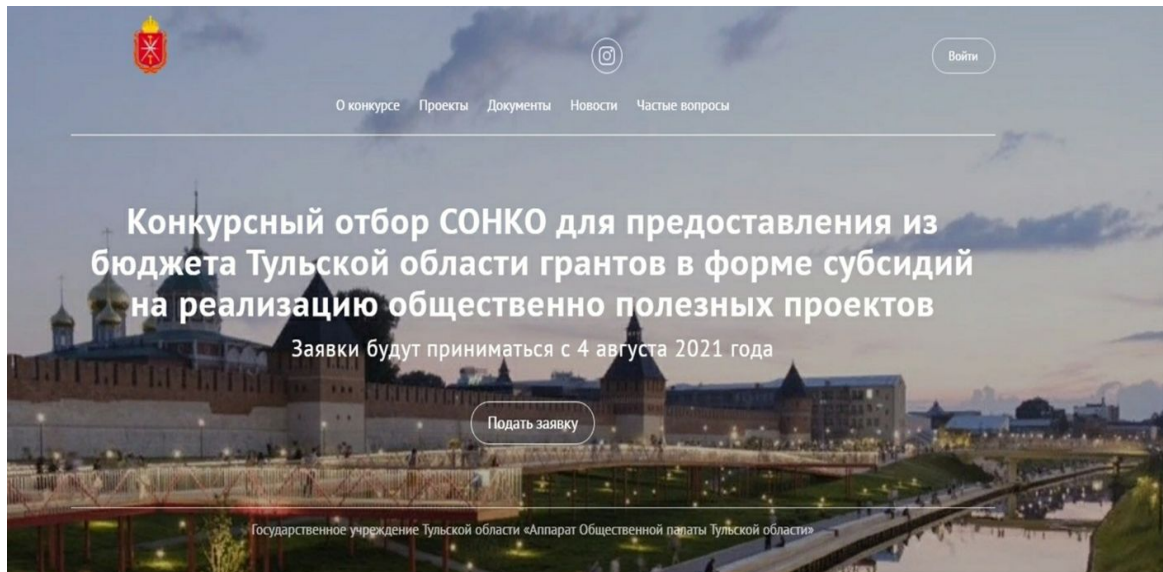 Войти
О конкурсе Проекты Документы Новости Частые вопросы
Конкурсный отбор СОНКО для предоставления из
бюджета Тульской области грантов в форме субсидий
на реализацию общественно полезных проектов
Заявки будут приниматься с 4 августа 2021 года
Подать заявку
Государственное учреждение Тульской области «Аппарат Общественной палаты Тульской области»